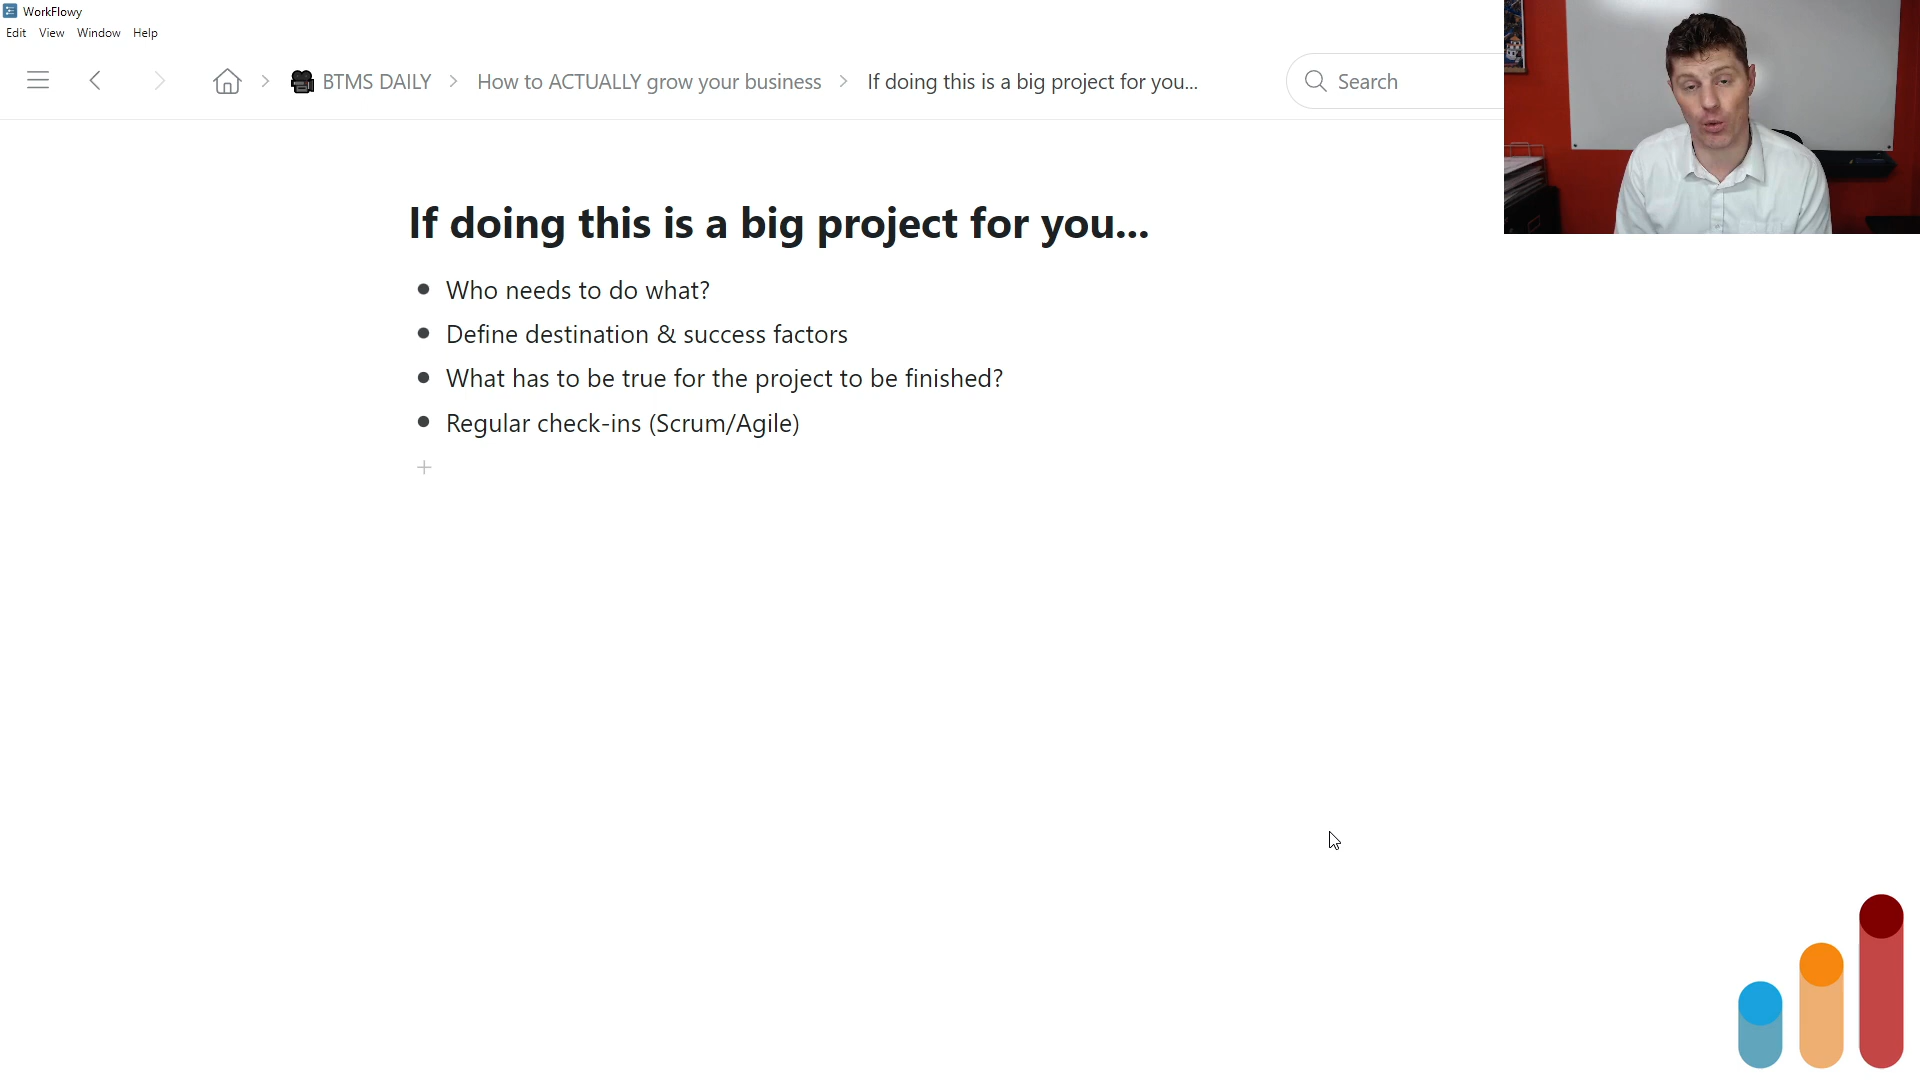 WorkFlowy
Edit View Window Help
BTMS DAILY > How to ACTUALLY grow your business > If doing this is a big project for you...
Search
If doing this is a big project for you...
Who needs to do what?
Define destination & success factors
What has to be true for the project to be finished?
Regular check-ins (Scrum/Agile)